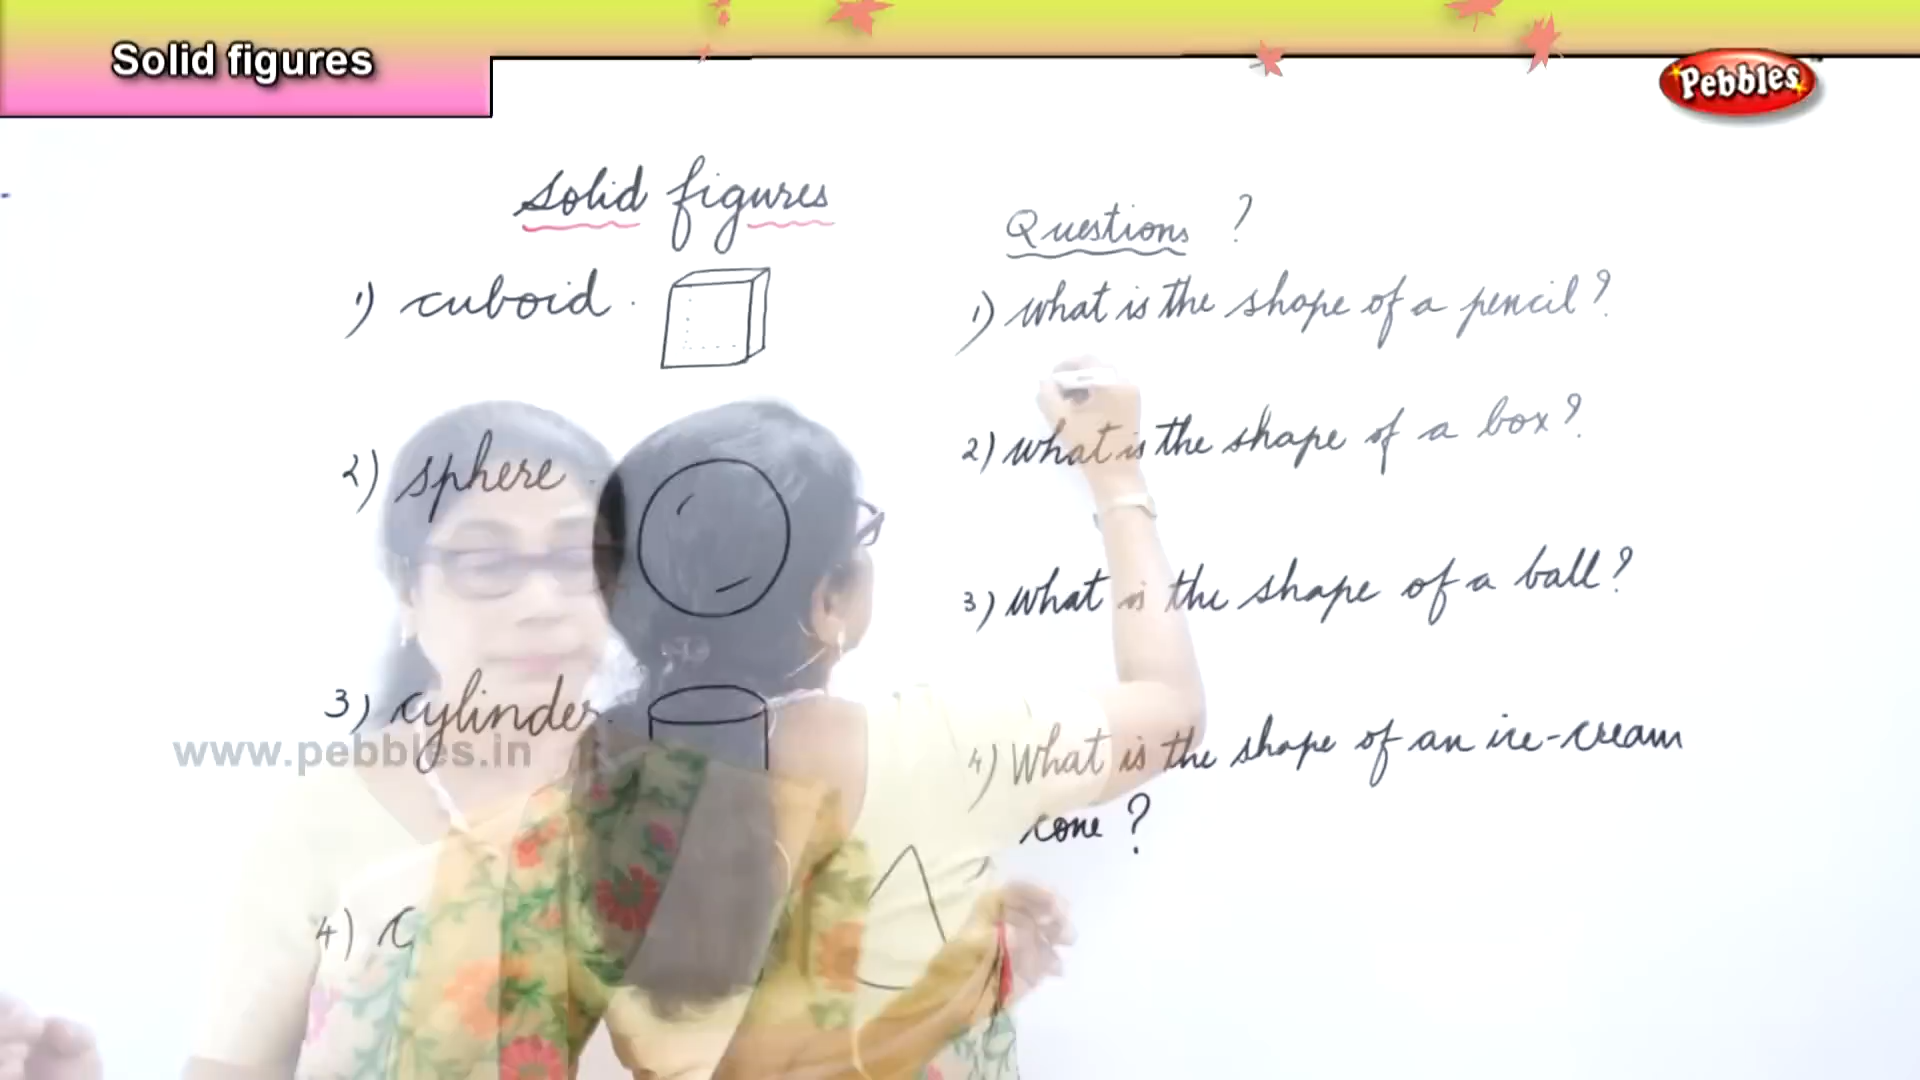 Solid figures
Pebbles
Solid figures
1) cuboid.
2) sphere.
3) cylinder.
4) c
www.pebbles.in
Questions ?
1) what is the shape of a pencil?
2) what is the shape of a box?
3) what is the shape of a ball?
4) What is the shape of an ice-cream
cone ?